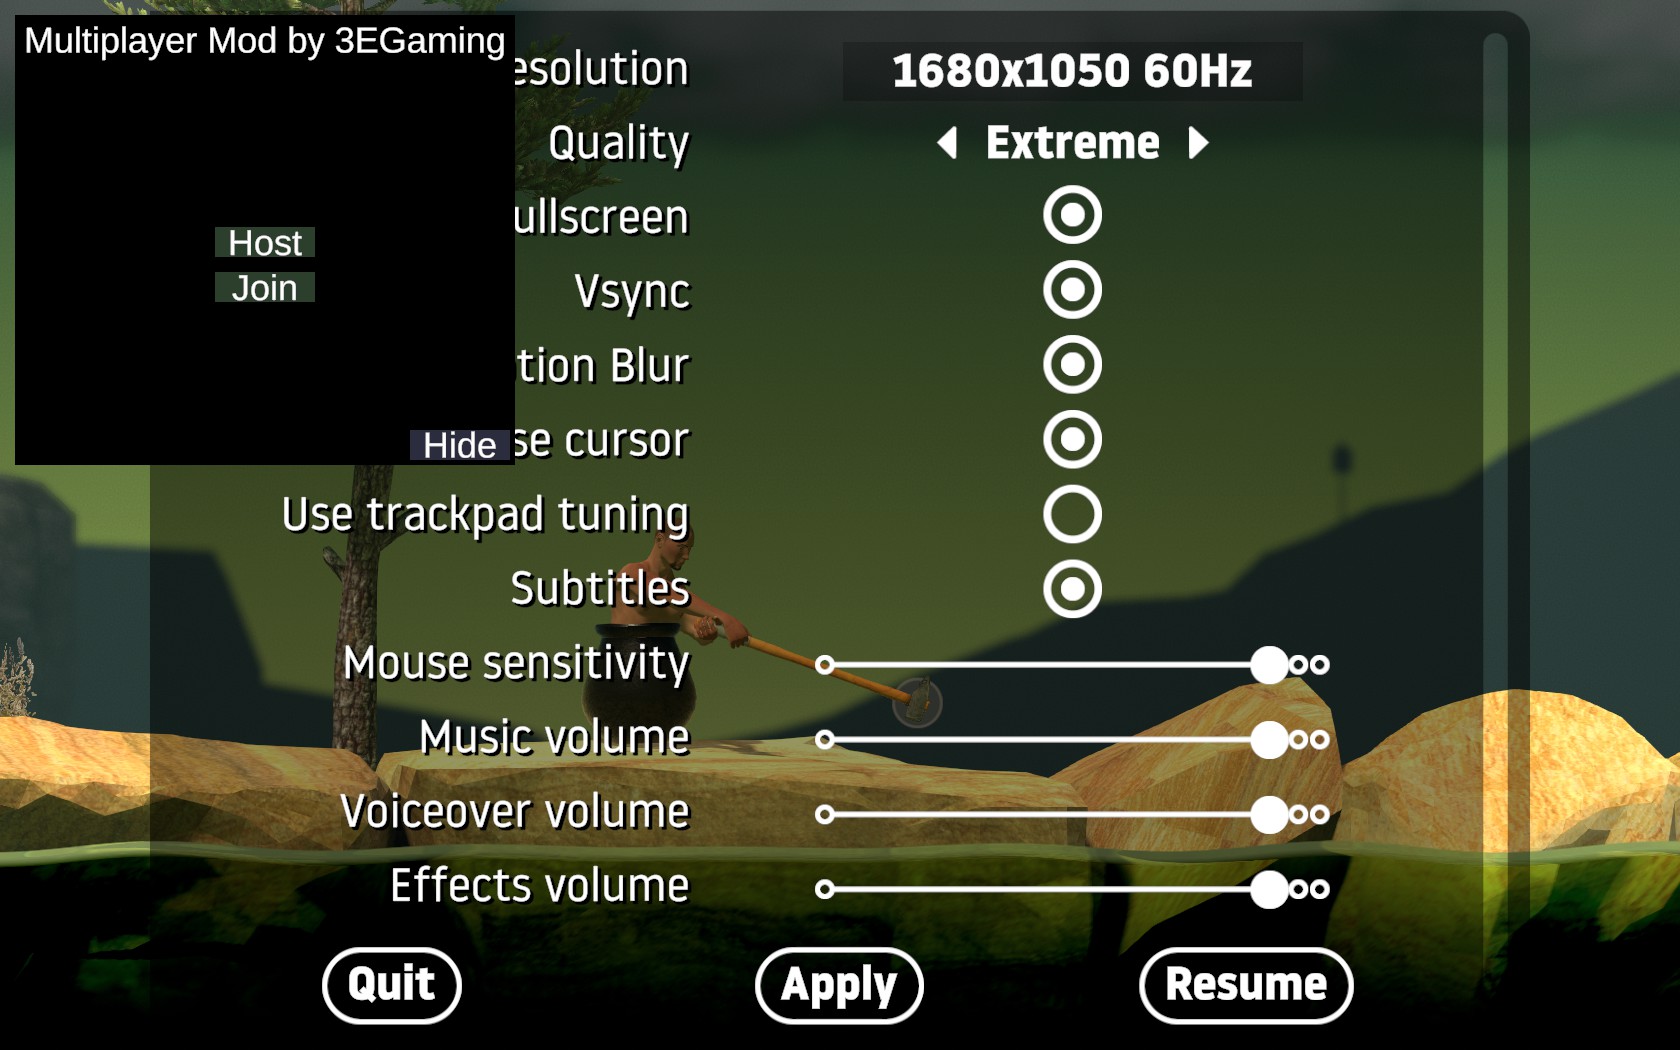 Multiplayer Mod by 3EGaming
esolution 1680x1050 60Hz
Quality Extreme
Host
ullscreen
Join
Vsync
tion Blur
Hide
se cursor
Use trackpad tuning
Subtitles
Mouse sensitivity
Music volume
Voiceover volume
Effects volume
Quit Apply Resume